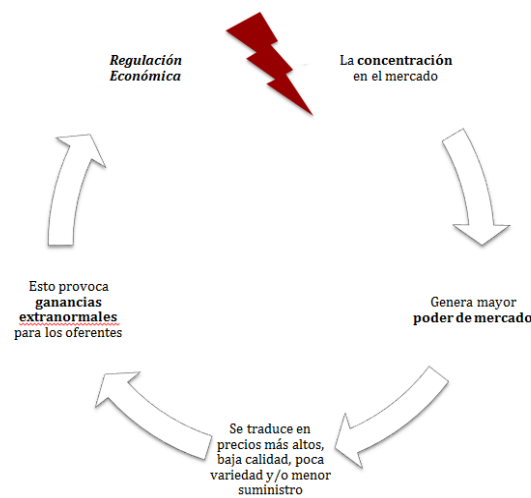 Regulación
Económica
La concentración
en el mercado
Genera mayor
poder de mercado
Se traduce en
precios más altos,
baja calidad, poca
variedad y/o menor
suministro
Esto provoca
ganancias
extranormales
para los oferentes